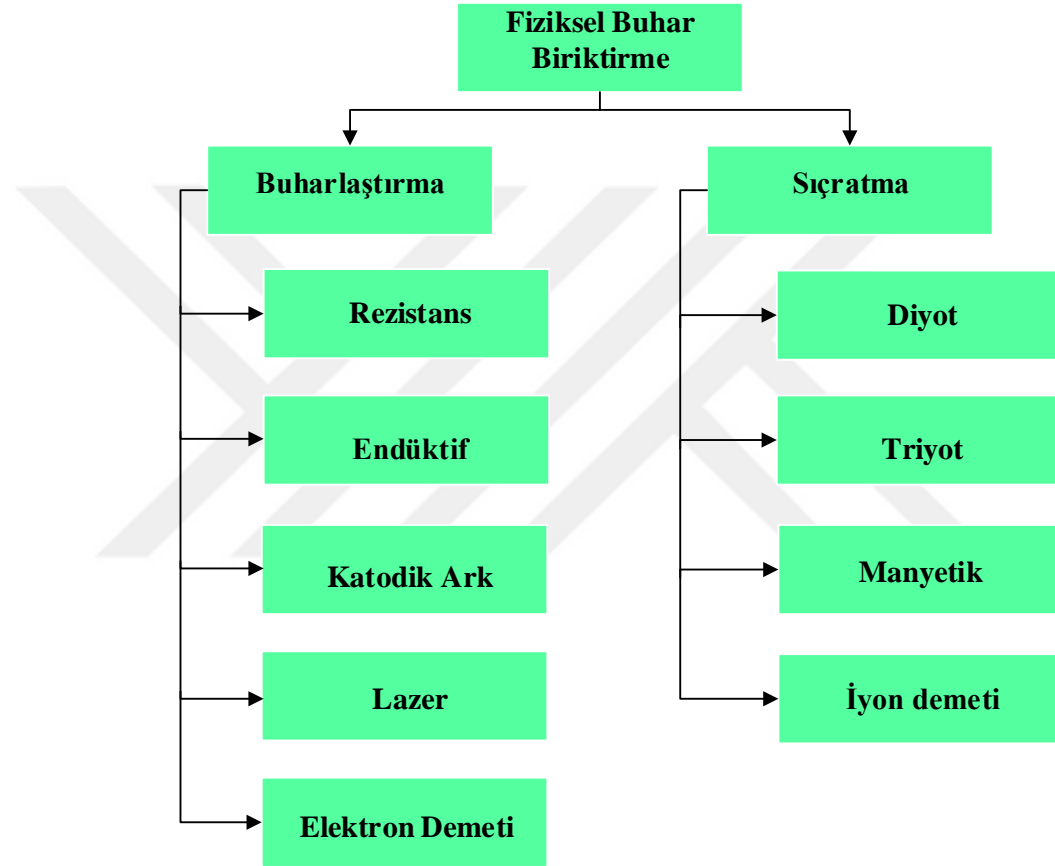 Fiziksel Buhar
Biriktirme
Buharlaştırma
Rezistans
Endüktif
Katodik Ark
Lazer
Elektron Demeti
Sıçratma
Diyot
Triyot
Manyetik
İyon demeti